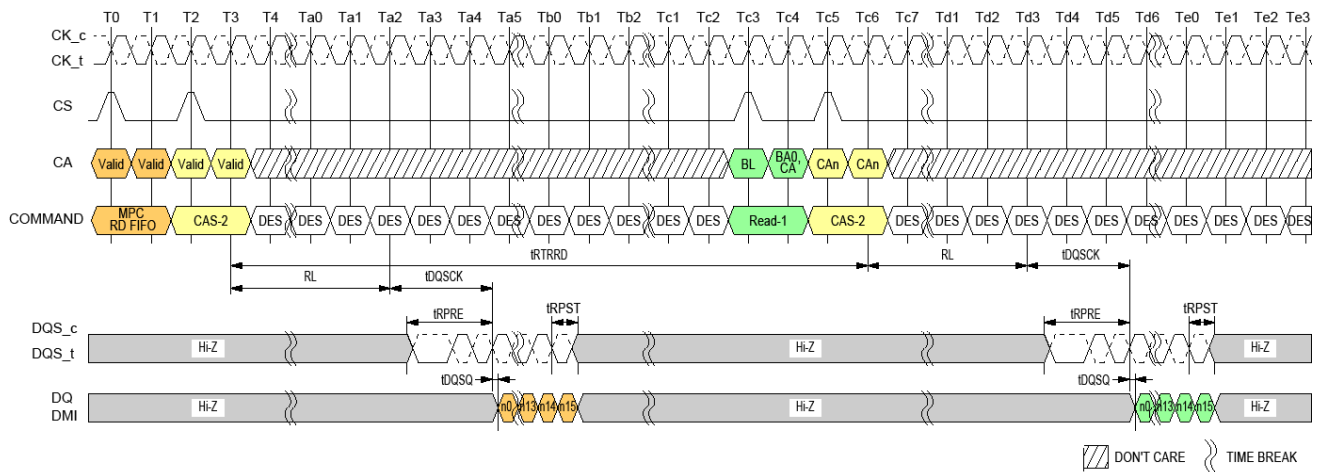 T0 T1 T2 T3 T4 Ta0 Ta1 Ta2 Ta3 Ta4 Ta5 Tb0 Tb1 Tb2 Tc1 Tc2 Tc3 Tc4 Tc5 Tc6 Tc7 Td1 Td2 Td3 Td4 Td5 Td6 Te0 Te1 Te2 Te3
CK_c
CK_t
CS
CA Valid Valid Valid Valid BL BA0, CA CAn CAn
COMMAND MPC RD FIFO CAS-2 DES DES DES DES DES DES DES DES DES DES DES DES Read-1 CAS-2 DES DES DES DES DES DES DES DES DES DES DES
tRTRRD
RL tDQSCK RL tDQSCK
tRPRE tRPST tRPRE tRPST
DQS_c
DQS_t
Hi-Z Hi-Z Hi-Z
tDQSQ tDQSQ
DQ
DMI
Hi-Z n0 n13 n14 n15 Hi-Z n0 n13 n14 n15 Hi-Z
DON'T CARE TIME BREAK